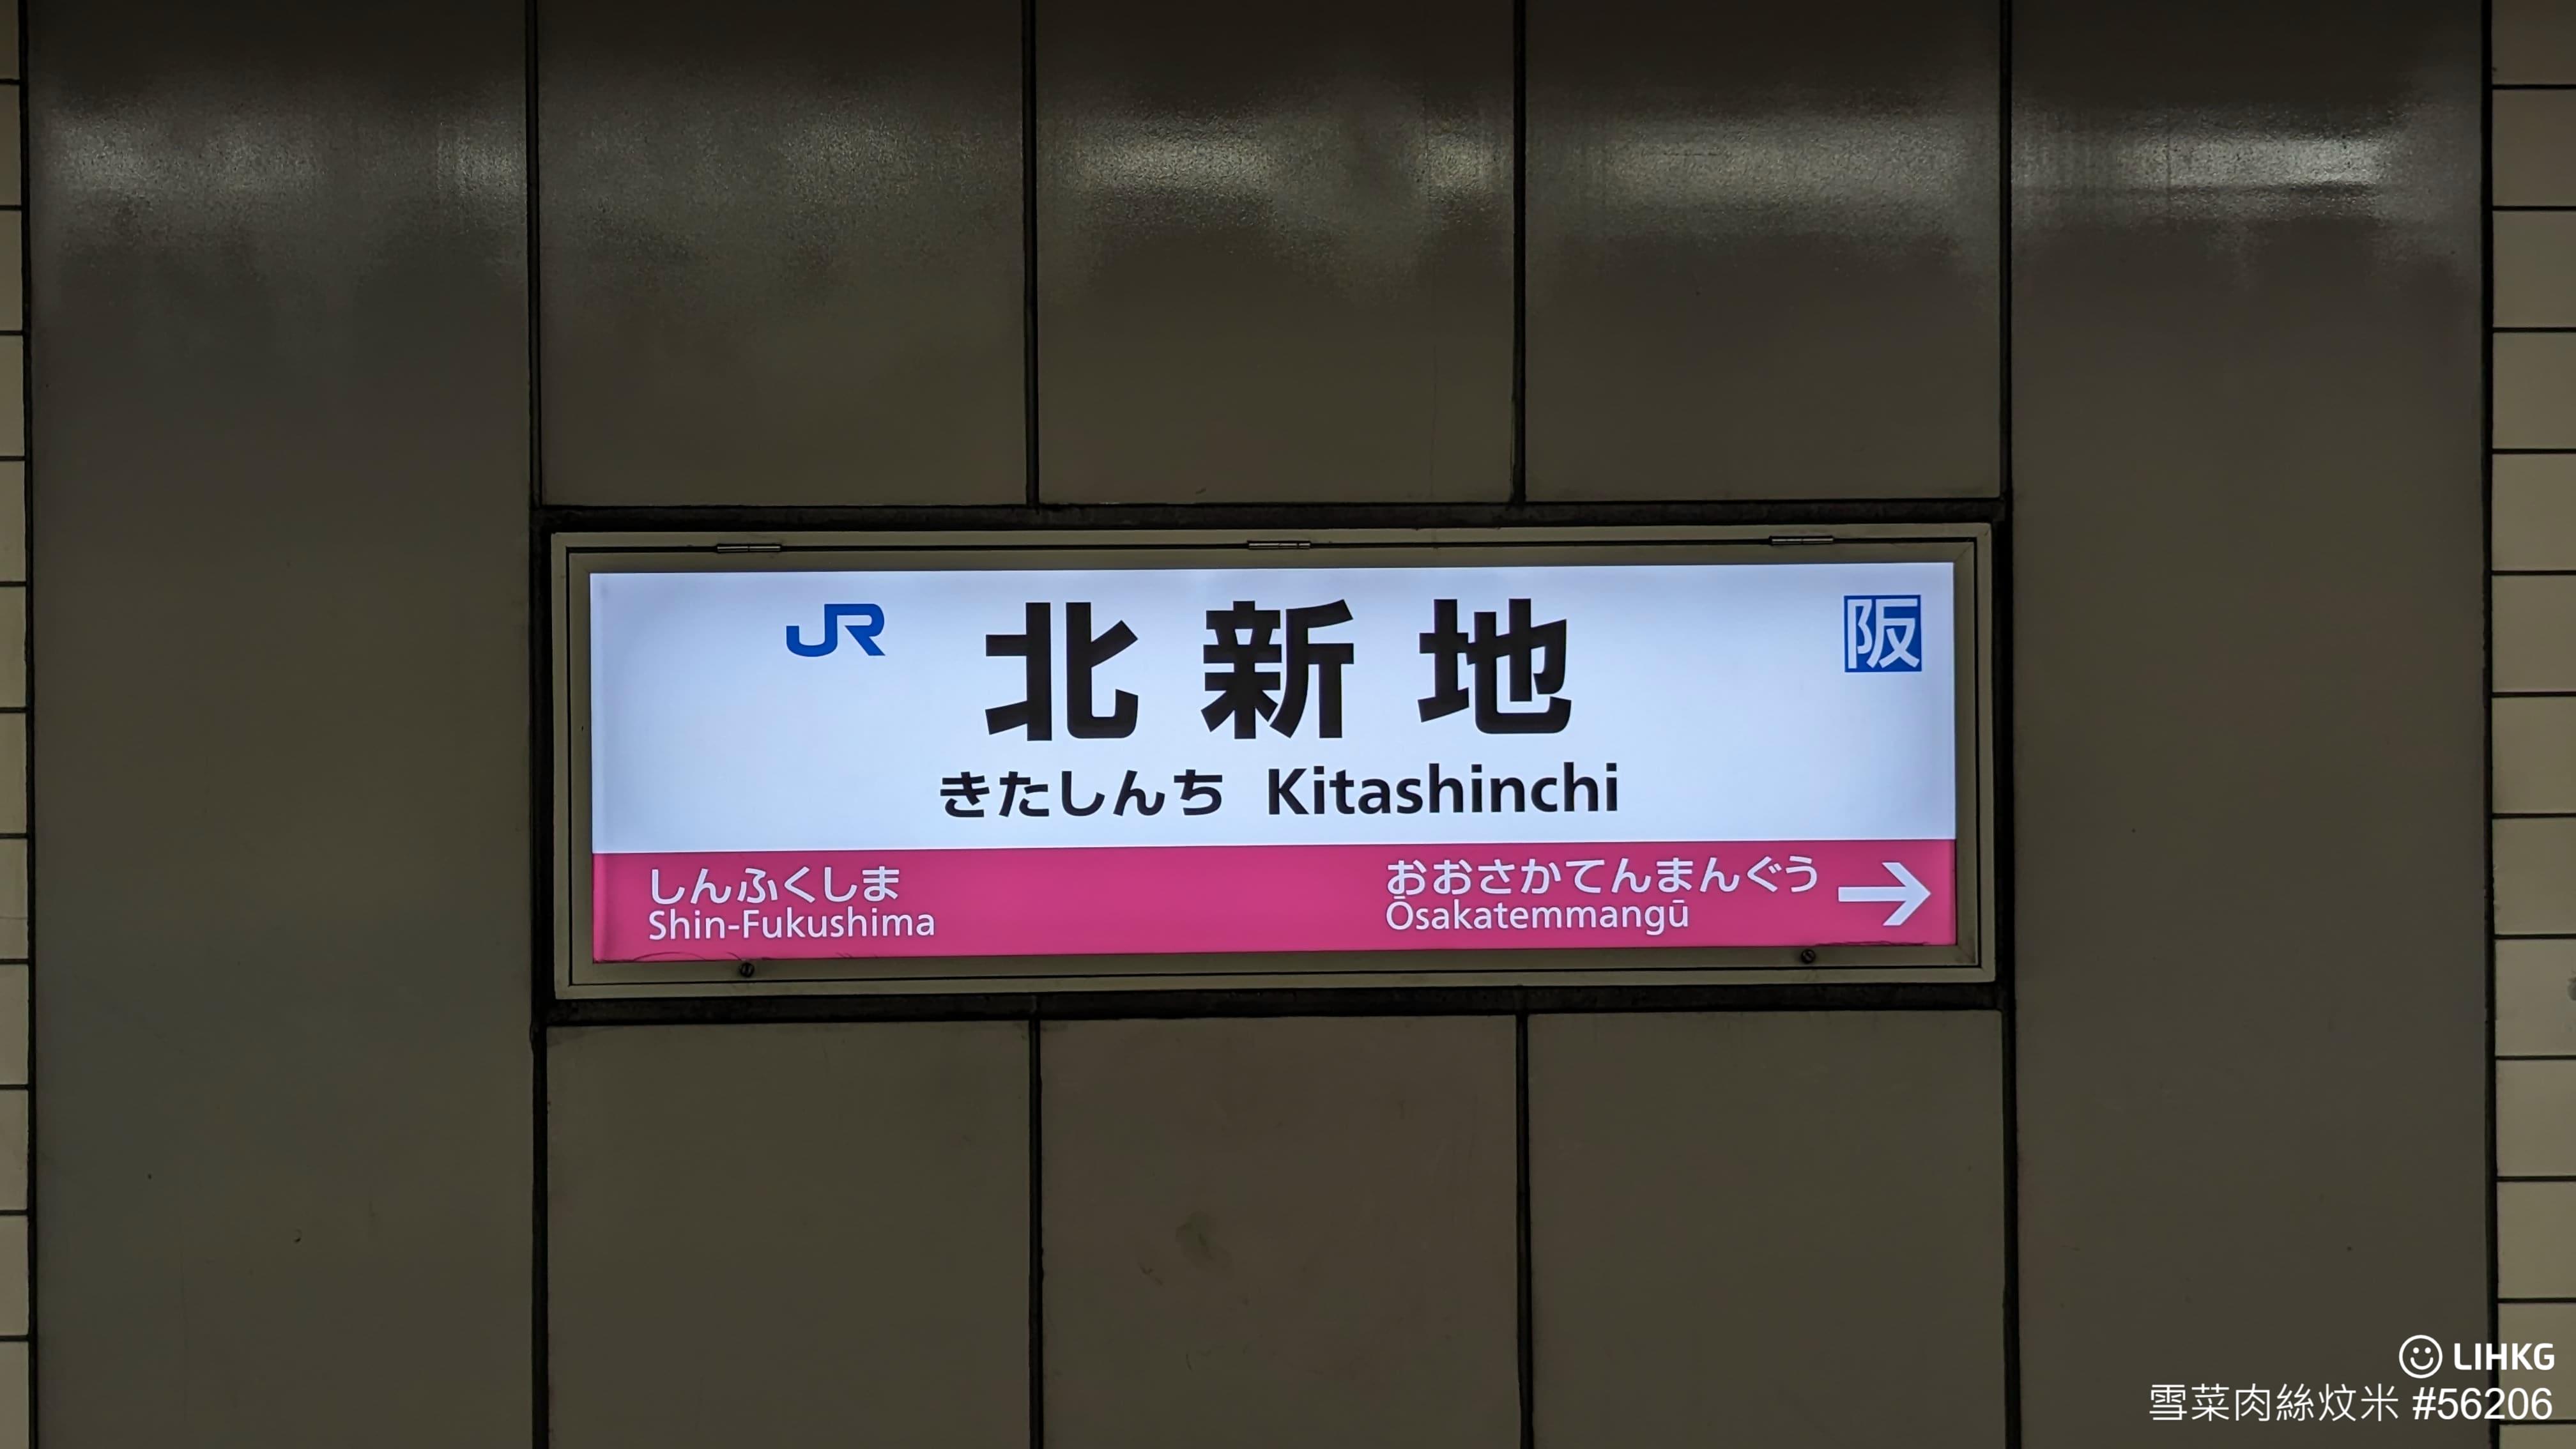 JR 北新地 阪
きたしんち Kitashinchi
しんふくしま おおさかてんまんぐう →
Shin-Fukushima Ōsakatemmangū
LIHKG
雪菜肉絲炆米 #56206